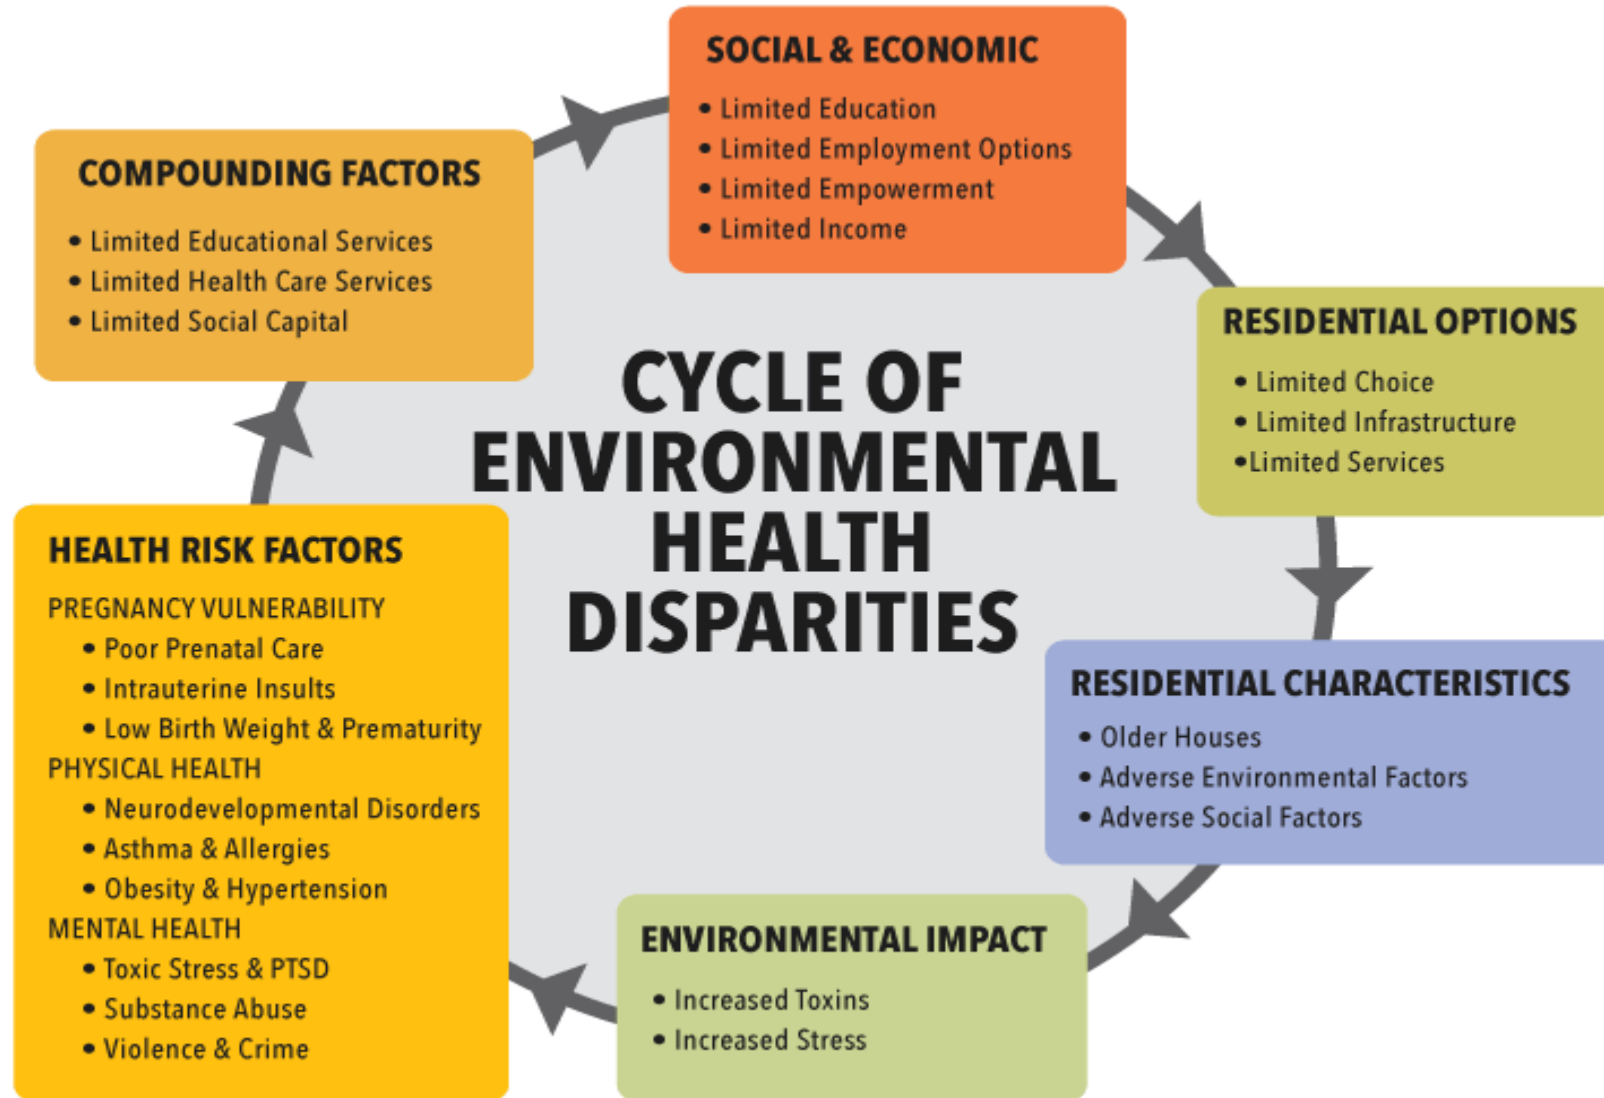 CYCLE OF
ENVIRONMENTAL
HEALTH
DISPARITIES
SOCIAL & ECONOMIC
• Limited Education
• Limited Employment Options
• Limited Empowerment
• Limited Income
RESIDENTIAL OPTIONS
• Limited Choice
• Limited Infrastructure
•Limited Services
RESIDENTIAL CHARACTERISTICS
• Older Houses
• Adverse Environmental Factors
• Adverse Social Factors
ENVIRONMENTAL IMPACT
• Increased Toxins
• Increased Stress
HEALTH RISK FACTORS
PREGNANCY VULNERABILITY
• Poor Prenatal Care
• Intrauterine Insults
• Low Birth Weight & Prematurity
PHYSICAL HEALTH
• Neurodevelopmental Disorders
• Asthma & Allergies
• Obesity & Hypertension
MENTAL HEALTH
• Toxic Stress & PTSD
• Substance Abuse
• Violence & Crime
COMPOUNDING FACTORS
• Limited Educational Services
• Limited Health Care Services
• Limited Social Capital